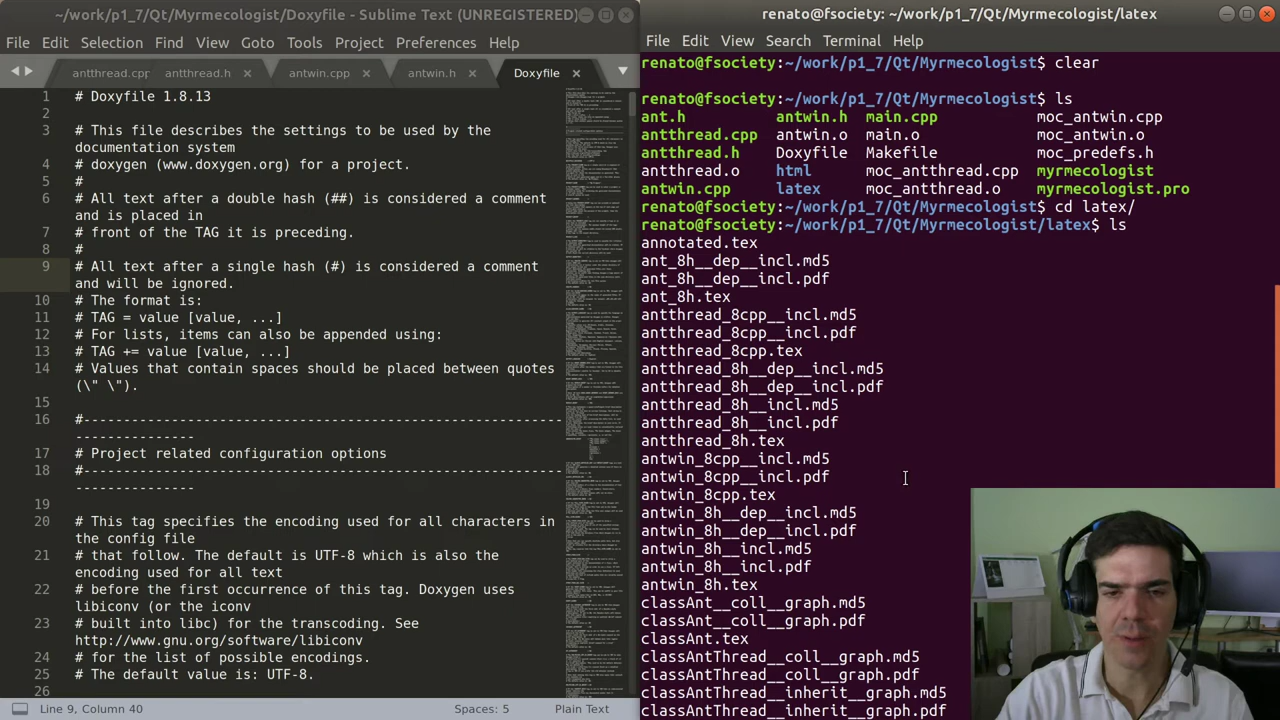 ~/work/p1_7/Qt/Myrmecologist/Doxyfile - Sublime Text (UNREGISTERED)
File Edit Selection Find View Goto Tools Project Preferences Help
antthread.cpp antthread.h antwin.cpp antwin.h Doxyfile
1 # Doxyfile 1.8.13
2
3 # This file describes the settings to be used by the
documentation system
4 # doxygen (www.doxygen.org) for a project.
5 #
6 # All text after a double hash (##) is considered a comment
and is placed in
7 # front of the TAG it is preceding.
8 #
9 # All text after a single hash (#) is considered a comment
and will be ignored.
10 # The format is:
11 # TAG = value [value, ...]
12 # For lists, items can also be appended using:
13 # TAG += value [value, ...]
14 # Values that contain spaces should be placed between quotes
(\" \").
15
16 #------------------------------------------------------------
---------------
17 # Project related configuration options
18 #------------------------------------------------------------
---------------
19
20 # This tag specifies the encoding used for all characters in
the config file
21 # that follow. The default is UTF-8 which is also the
encoding used for all text
22 # before the first occurrence of this tag. Doxygen uses
libiconv (or the iconv
23 # built into libc) for the transcoding. See
http://www.gnu.org/software/libiconv
24 # for the list of possible encodings.
25 # The default value is: UTF-8.
26
Line 9, Column 40 Spaces: 5 Plain Text
renato@fsociety: ~/work/p1_7/Qt/Myrmecologist/latex
File Edit View Search Terminal Help
renato@fsociety:~/work/p1_7/Qt/Myrmecologist$ clear
renato@fsociety:~/work/p1_7/Qt/Myrmecologist$ ls
ant.h antwin.h main.cpp moc_antwin.cpp
antthread.cpp antwin.o main.o moc_antwin.o
antthread.h Doxyfile Makefile moc_predefs.h
antthread.o html moc_antthread.cpp myrmecologist
antwin.cpp latex moc_antthread.o myrmecologist.pro
renato@fsociety:~/work/p1_7/Qt/Myrmecologist$ cd latex/
renato@fsociety:~/work/p1_7/Qt/Myrmecologist/latex$ ls
annotated.tex
ant_8h__dep__incl.md5
ant_8h__dep__incl.pdf
ant_8h.tex
antthread_8cpp__incl.md5
antthread_8cpp__incl.pdf
antthread_8cpp.tex
antthread_8h__dep__incl.md5
antthread_8h__dep__incl.pdf
antthread_8h__incl.md5
antthread_8h__incl.pdf
antthread_8h.tex
antwin_8cpp__incl.md5
antwin_8cpp__incl.pdf
antwin_8cpp.tex
antwin_8h__dep__incl.md5
antwin_8h__dep__incl.pdf
antwin_8h__incl.md5
antwin_8h__incl.pdf
antwin_8h.tex
classAnt__coll__graph.md5
classAnt__coll__graph.pdf
classAnt.tex
classAntThread__coll__graph.md5
classAntThread__coll__graph.pdf
classAntThread__inherit__graph.md5
classAntThread__inherit__graph.pdf